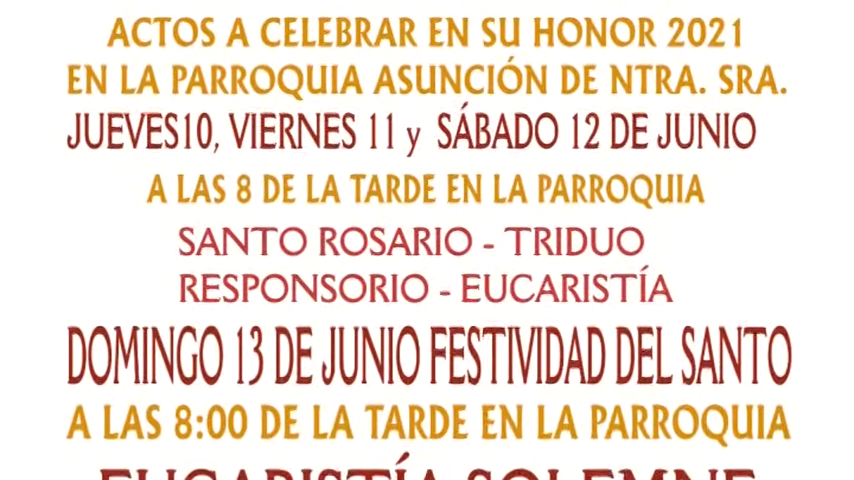 ACTOS A CELEBRAR EN SU HONOR 2021
EN LA PARROQUIA ASUNCIÓN DE NTRA. SRA.
JUEVES10, VIERNES 11 y SÁBADO 12 DE JUNIO
A LAS 8 DE LA TARDE EN LA PARROQUIA
SANTO ROSARIO - TRIDUO
RESPONSORIO - EUCARISTÍA
DOMINGO 13 DE JUNIO FESTIVIDAD DEL SANTO
A LAS 8:00 DE LA TARDE EN LA PARROQUIA
EUCARISTÍA SOLEMNE